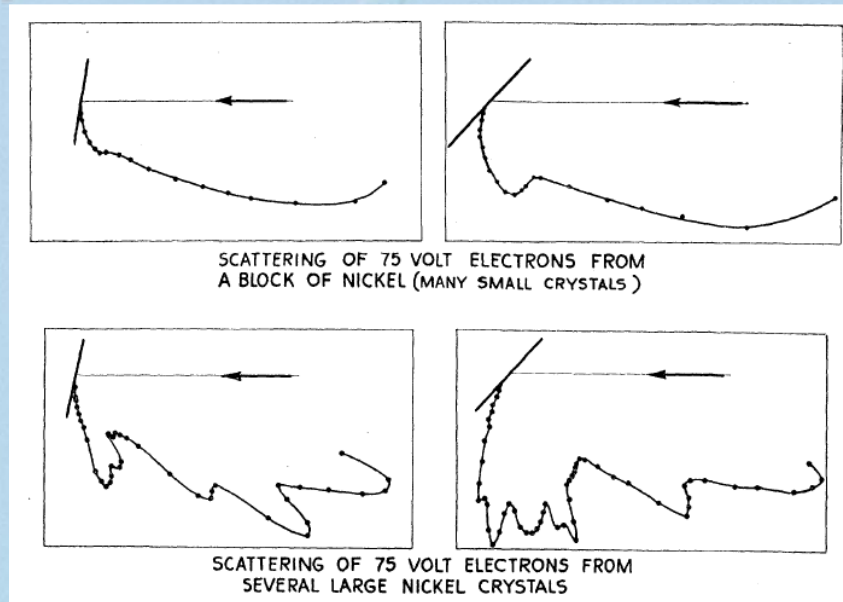 SCATTERING OF 75 VOLT ELECTRONS FROM
A BLOCK OF NICKEL (MANY SMALL CRYSTALS)
SCATTERING OF 75 VOLT ELECTRONS FROM
SEVERAL LARGE NICKEL CRYSTALS